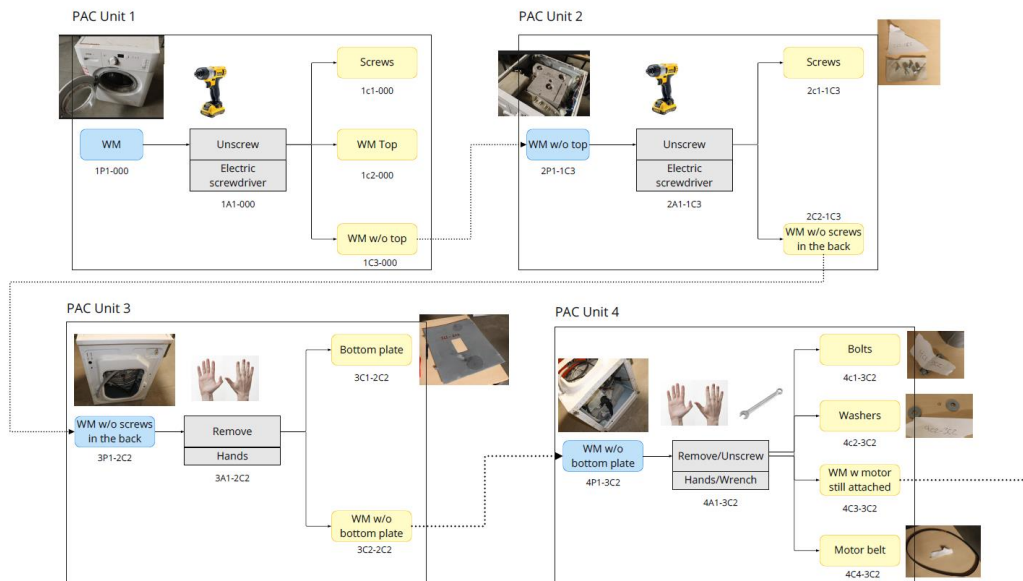 PAC Unit 1
Screws
1c1-000
WM
1P1-000
Unscrew
Electric
screwdriver
1A1-000
WM Top
1c2-000
WM w/o top
1C3-000
PAC Unit 2
Screws
2c1-1C3
WM w/o top
2P1-1C3
Unscrew
Electric
screwdriver
2A1-1C3
2C2-1C3
WM w/o screws
in the back
PAC Unit 3
Bottom plate
3C1-2C2
WM w/o screws
in the back
3P1-2C2
Remove
Hands
3A1-2C2
WM w/o
bottom plate
3C2-2C2
PAC Unit 4
Bolts
4c1-3C2
WM w/o
bottom plate
4P1-3C2
Remove/Unscrew
Hands/Wrench
4A1-3C2
Washers
4c2-3C2
WM w motor
still attached
4C3-3C2
Motor belt
4C4-3C2